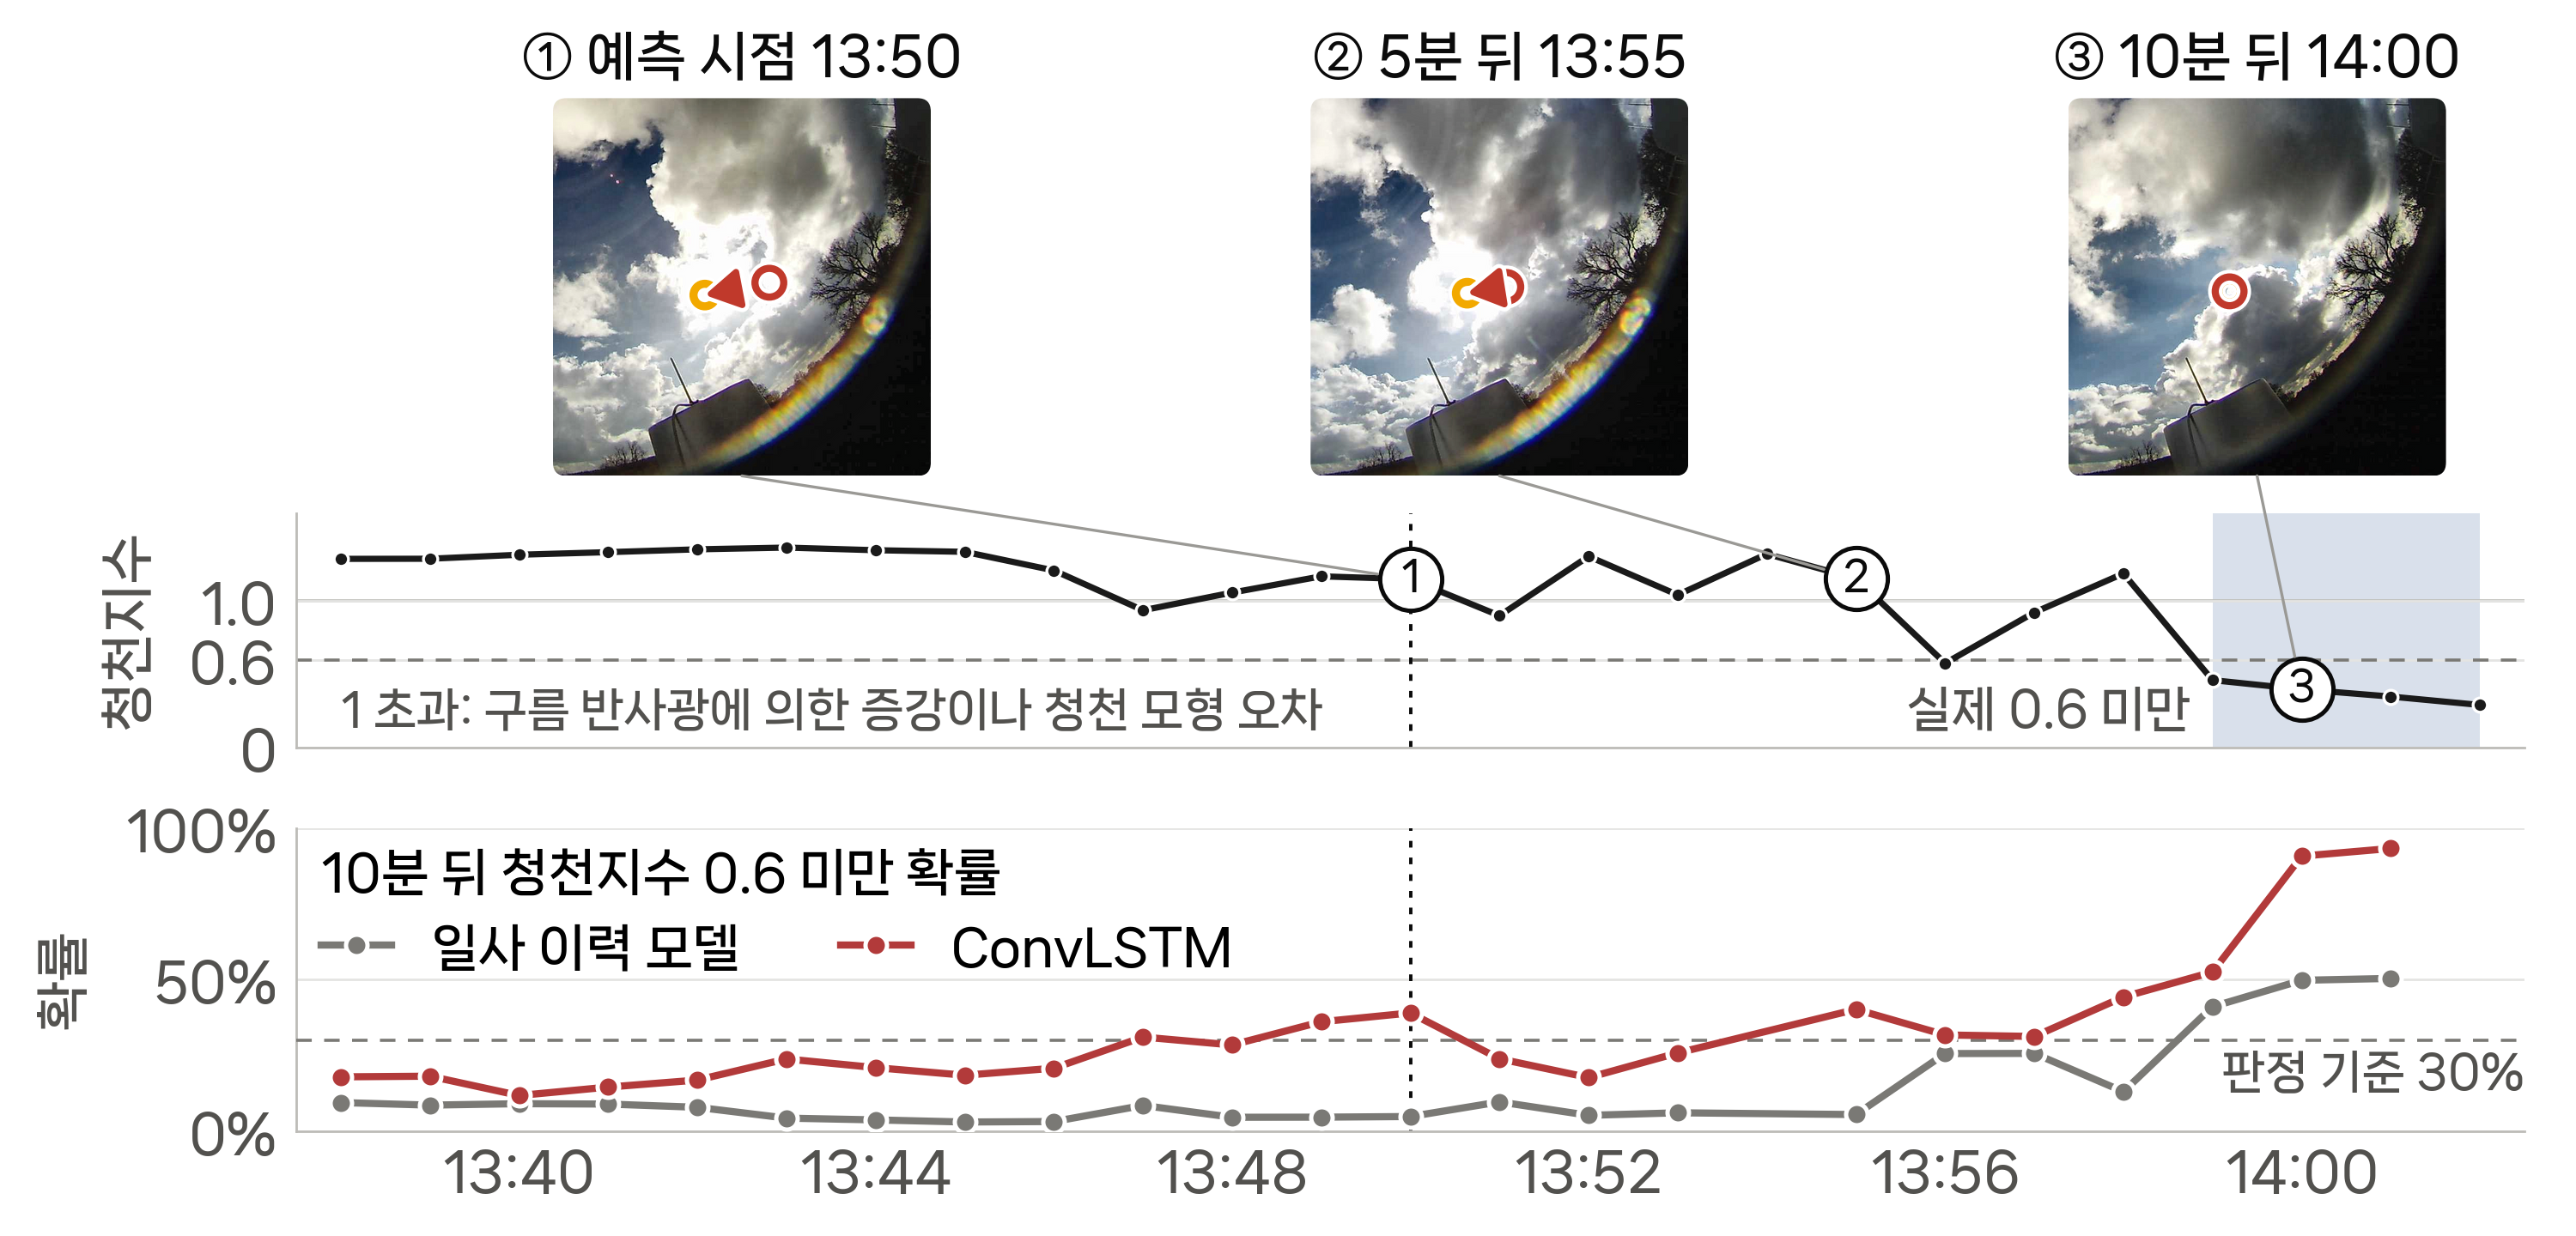 ① 예측 시점 13:50
② 5분 뒤 13:55
③ 10분 뒤 14:00
청천지수
1.0
0.6
0
1
2
3
1 초과: 구름 반사광에 의한 증강이나 청천 모형 오차
실제 0.6 미만
확률
100%
50%
0%
10분 뒤 청천지수 0.6 미만 확률
일사 이력 모델
ConvLSTM
판정 기준 30%
13:40
13:44
13:48
13:52
13:56
14:00